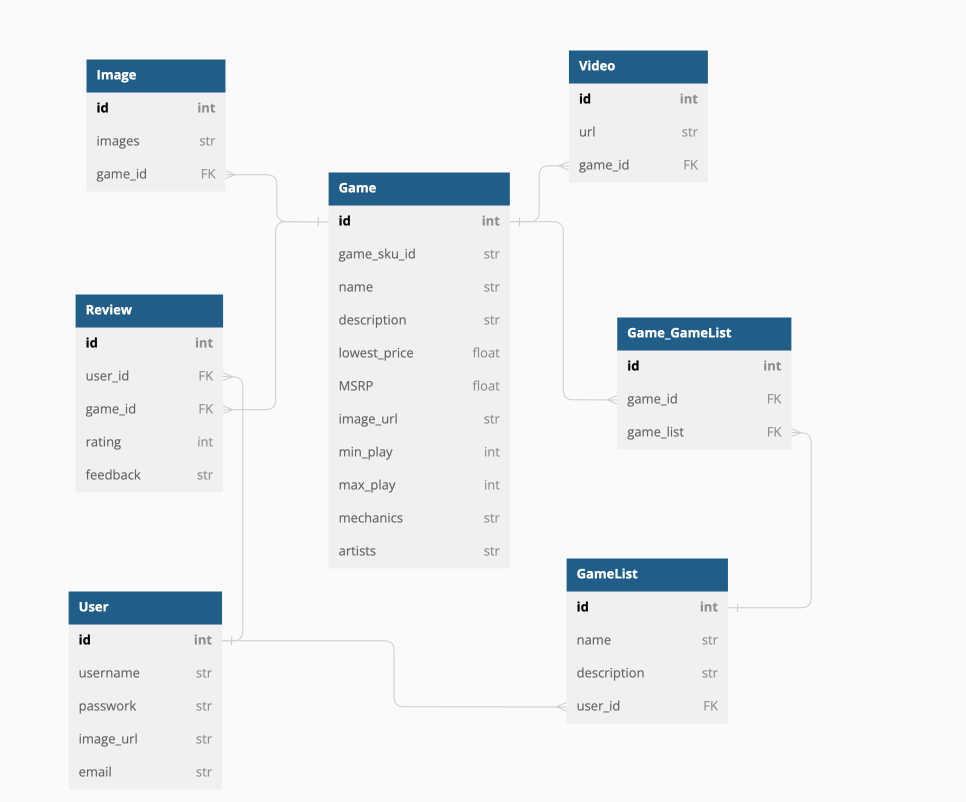 Image
id int
images str
game_id FK
Video
id int
url str
game_id FK
Game
id int
game_sku_id str
name str
description str
lowest_price float
MSRP float
image_url str
min_play int
max_play int
mechanics str
artists str
Review
id int
user_id FK
game_id FK
rating int
feedback str
Game_GameList
id int
game_id FK
game_list FK
User
id int
username str
passwork str
image_url str
email str
GameList
id int
name str
description str
user_id FK